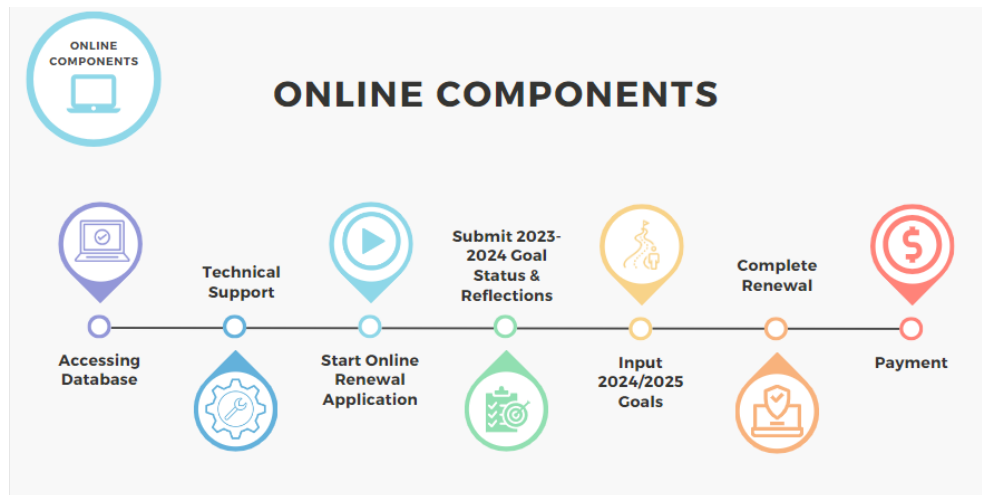 ONLINE
COMPONENTS
ONLINE COMPONENTS
Accessing
Database
Technical
Support
Start Online
Renewal
Application
Submit 2023-
2024 Goal
Status &
Reflections
Input
2024/2025
Goals
Complete
Renewal
$
Payment